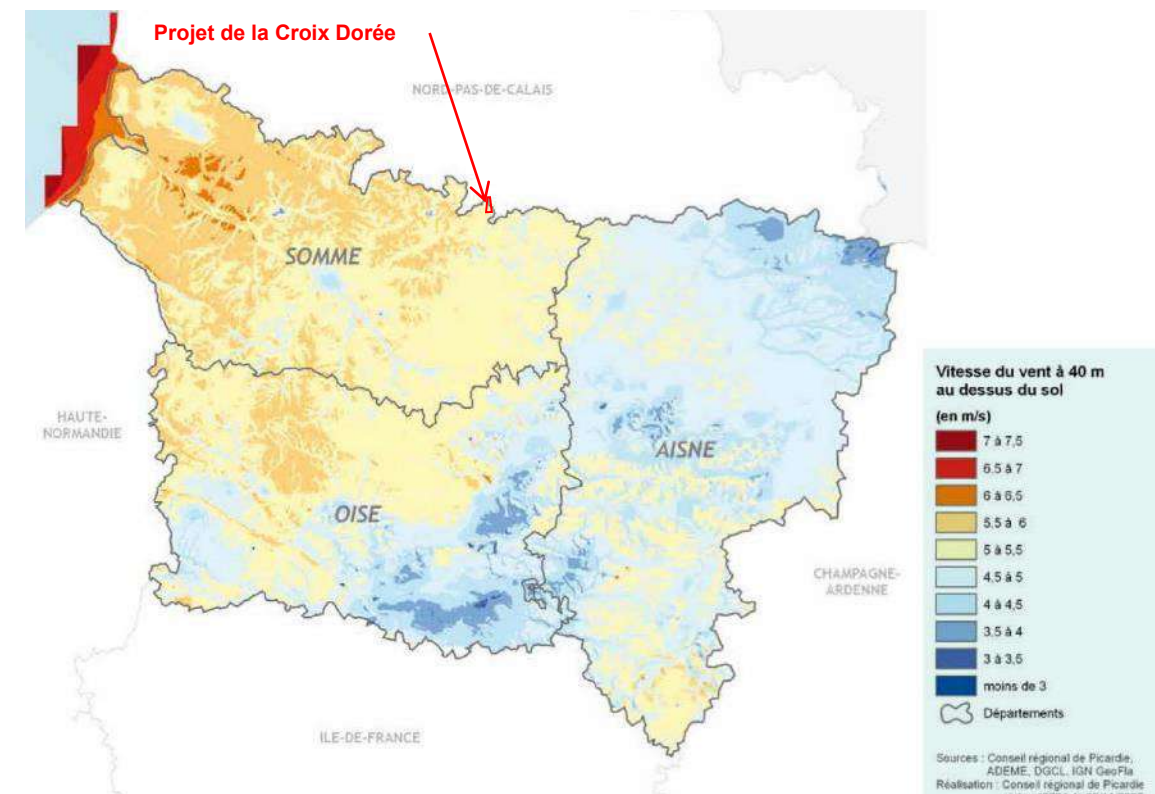 Projet de la Croix Dorée
NORD-PAS-DE-CALAIS
SOMME
HAUTE-
NORMANDIE
AISNE
OISE
CHAMPAGNE-
ARDENNE
ILE-DE-FRANCE
Vitesse du vent à 40 m
au dessus du sol
(en m/s)
7 à 7,5
6,5 à 7
6 à 6,5
5,5 à 6
5 à 5,5
4,5 à 5
4 à 4,5
3,5 à 4
3 à 3,5
moins de 3
Départements
Sources : Conseil régional de Picardie,
ADEME, DGCL, IGN GeoFla
Réalisation : Conseil régional de Picardie